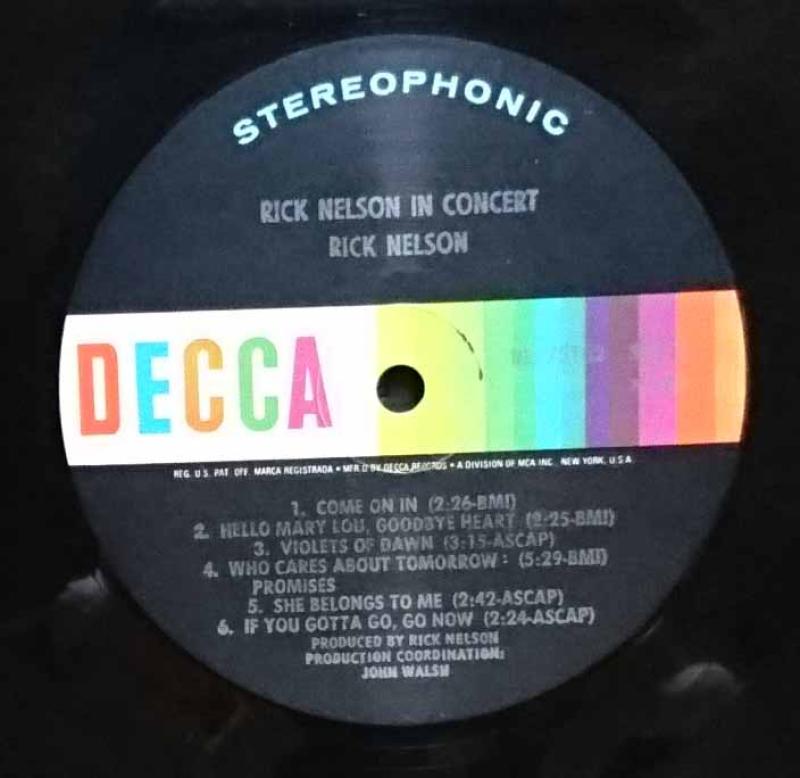 STEREOPHONIC
RICK NELSON IN CONCERT
RICK NELSON
DECCA
REG. U.S. PAT. OFF. MARCA REGISTRADA • MFR'D BY DECCA RECORDS • A DIVISION OF MCA INC. NEW YORK, U.S.A.
1. COME ON IN (2:26-BMI)
2. HELLO MARY LOU, GOODBYE HEART (2:25-BMI)
3. VIOLETS OF DAWN (3:15-ASCAP)
4. WHO CARES ABOUT TOMORROW: (5:29-BMI)
PROMISES
5. SHE BELONGS TO ME (2:42-ASCAP)
6. IF YOU GOTTA GO, GO NOW (2:24-ASCAP)
PRODUCED BY RICK NELSON
PRODUCTION COORDINATION:
JOHN WALSH